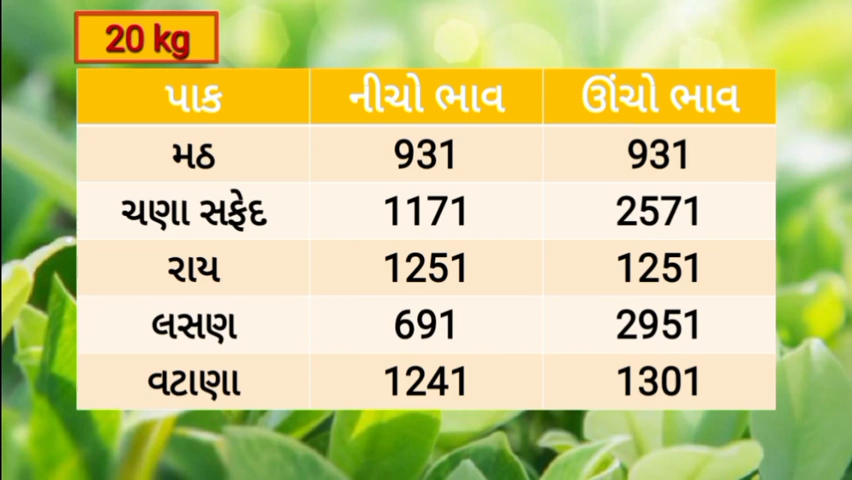 20 kg
પાક નીચો ભાવ ઊંચો ભાવ
મઠ 931 931
ચણા સફેદ 1171 2571
રાય 1251 1251
લસણ 691 2951
વટાણા 1241 1301